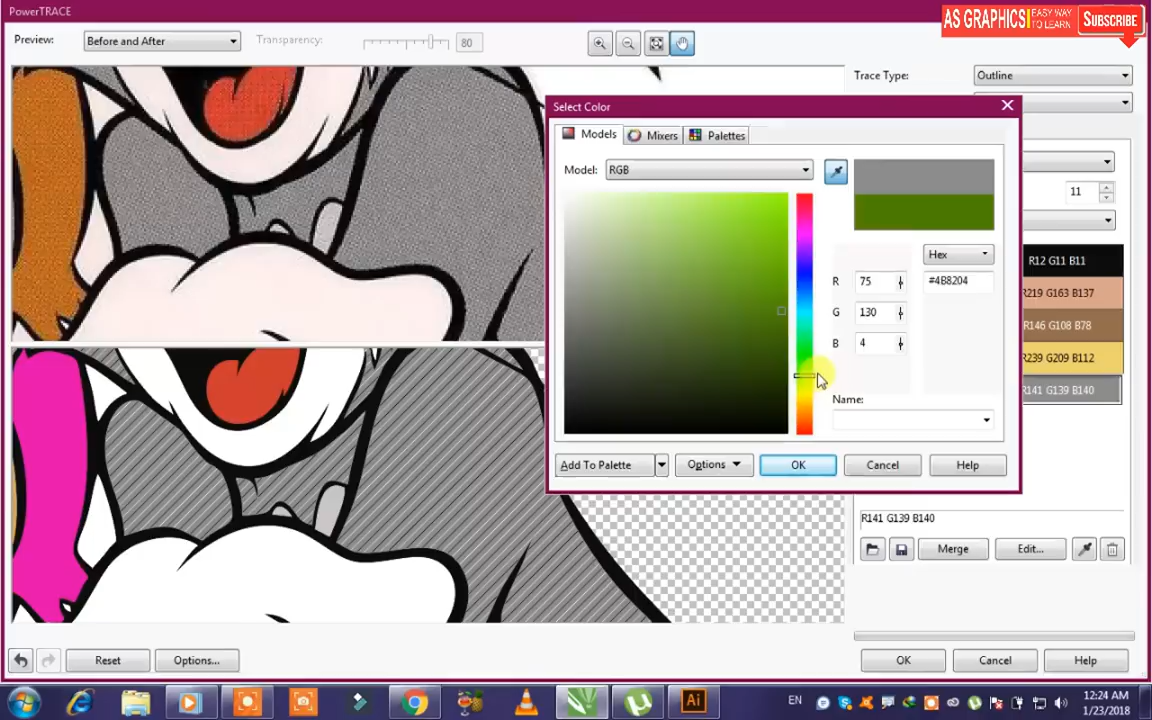 PowerTRACE
AS GRAPHICS! EASY WAY TO LEARN SUBSCRIBE
Preview: Before and After Transparency: 80
Trace Type: Outline
Select Color
Models Mixers Palettes
Model: RGB
11
Hex
R 75 #4B8204
G 130
B 4
Name:
Add To Palette Options OK Cancel Help
R12 G11 B11
R219 G163 B137
R146 G108 B78
R239 G209 B112
R141 G139 B140
R141 G139 B140
Merge Edit...
Reset Options... OK Cancel Help
Ai EN 12:24 AM
1/23/2018